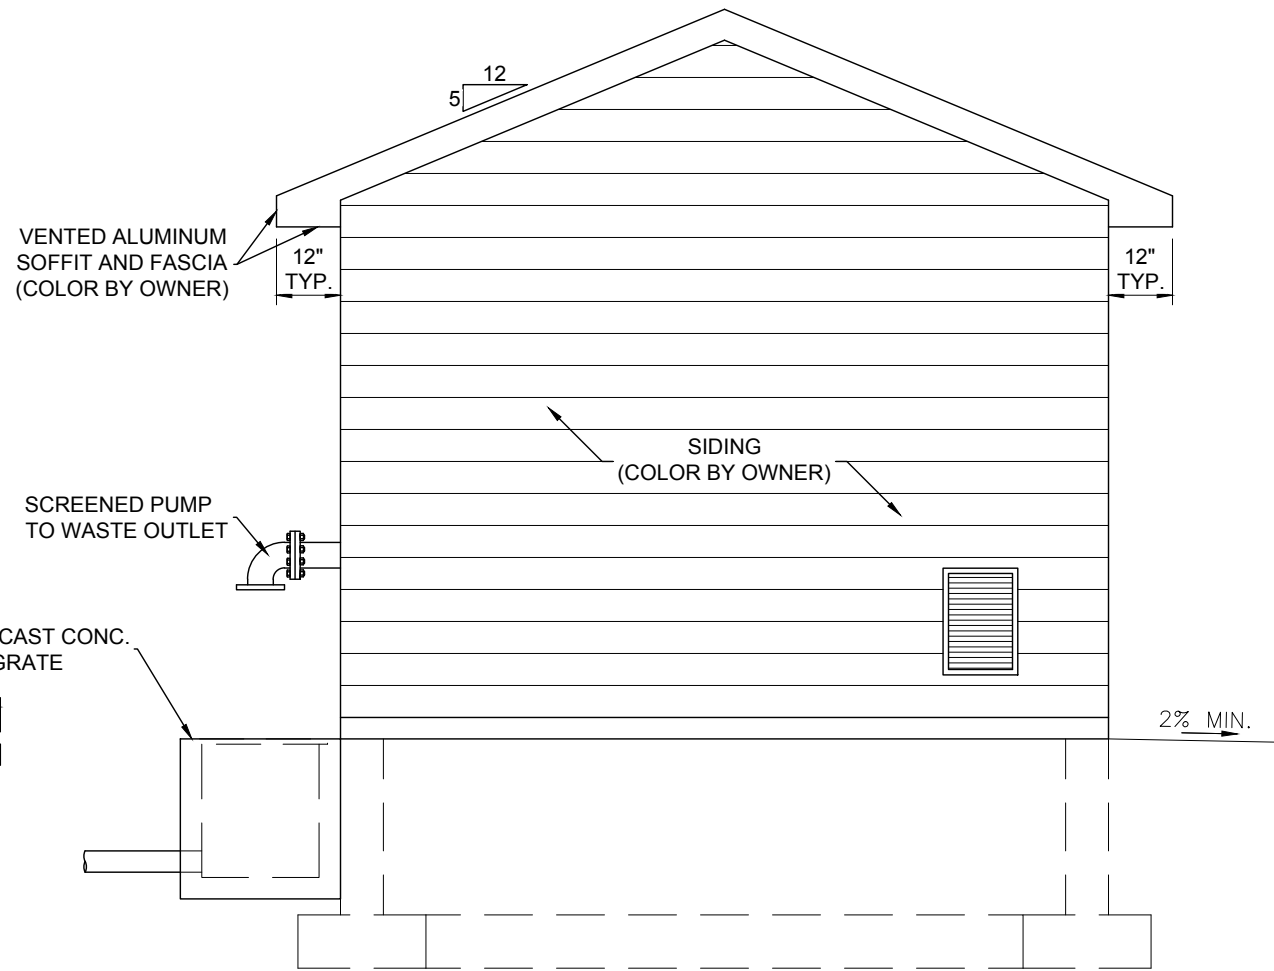 12
5
VENTED ALUMINUM
SOFFIT AND FASCIA
(COLOR BY OWNER)
12"
TYP.
12"
TYP.
SIDING
(COLOR BY OWNER)
SCREENED PUMP
TO WASTE OUTLET
CAST CONC.
GRATE
2% MIN.